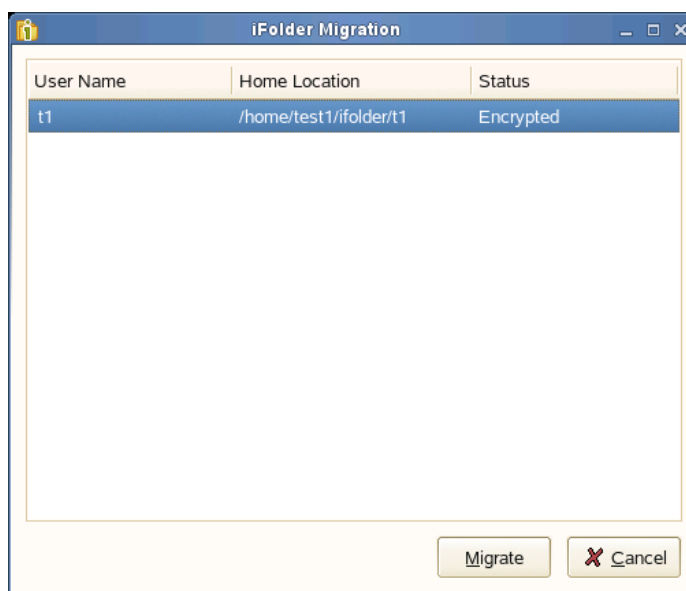 iFolder Migration
User Name Home Location Status
t1 /home/test1/ifolder/t1 Encrypted
Migrate Cancel